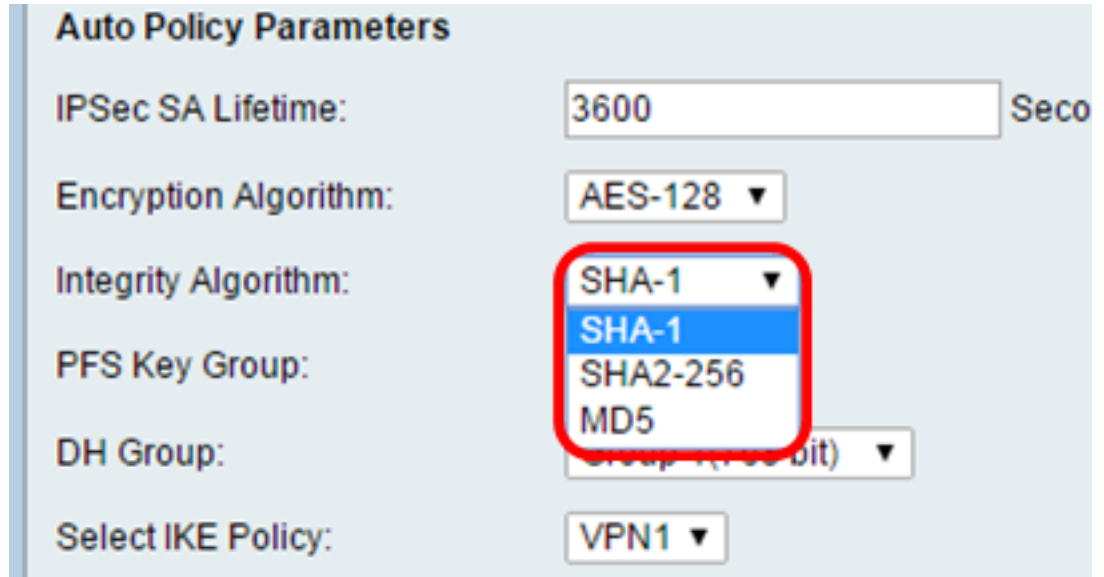 Auto Policy Parameters
IPSec SA Lifetime: 3600 Seco
Encryption Algorithm: AES-128
Integrity Algorithm: SHA-1
SHA-1
PFS Key Group: SHA2-256
MD5
DH Group: bit)
Select IKE Policy: VPN1